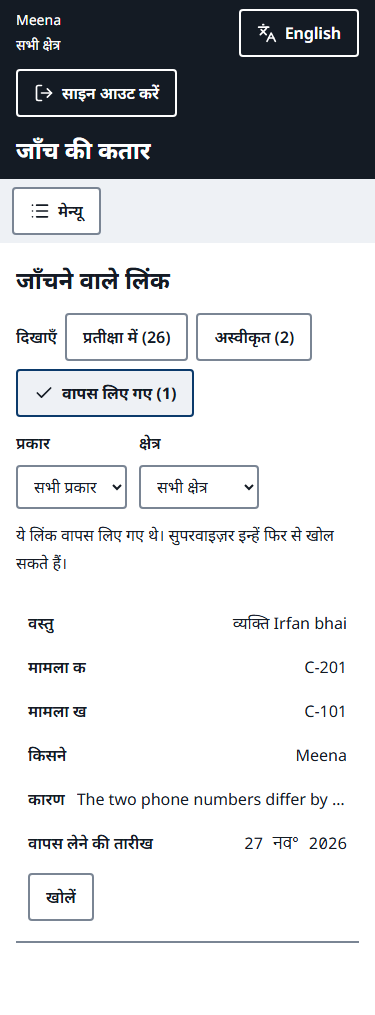 Meena
सभी क्षेत्र
English
साइन आउट करें
जाँच की कतार
मेन्यू
जाँचने वाले लिंक
दिखाएँ
प्रतीक्षा में (26)
अस्वीकृत (2)
वापस लिए गए (1)
प्रकार
क्षेत्र
सभी प्रकार
सभी क्षेत्र
ये लिंक वापस लिए गए थे। सुपरवाइज़र इन्हें फिर से खोल
सकते हैं।
वस्तु व्यक्ति Irfan bhai
मामला क C-201
मामला ख C-101
किसने Meena
कारण The two phone numbers differ by …
वापस लेने की तारीख 27 नव॰ 2026
खोलें